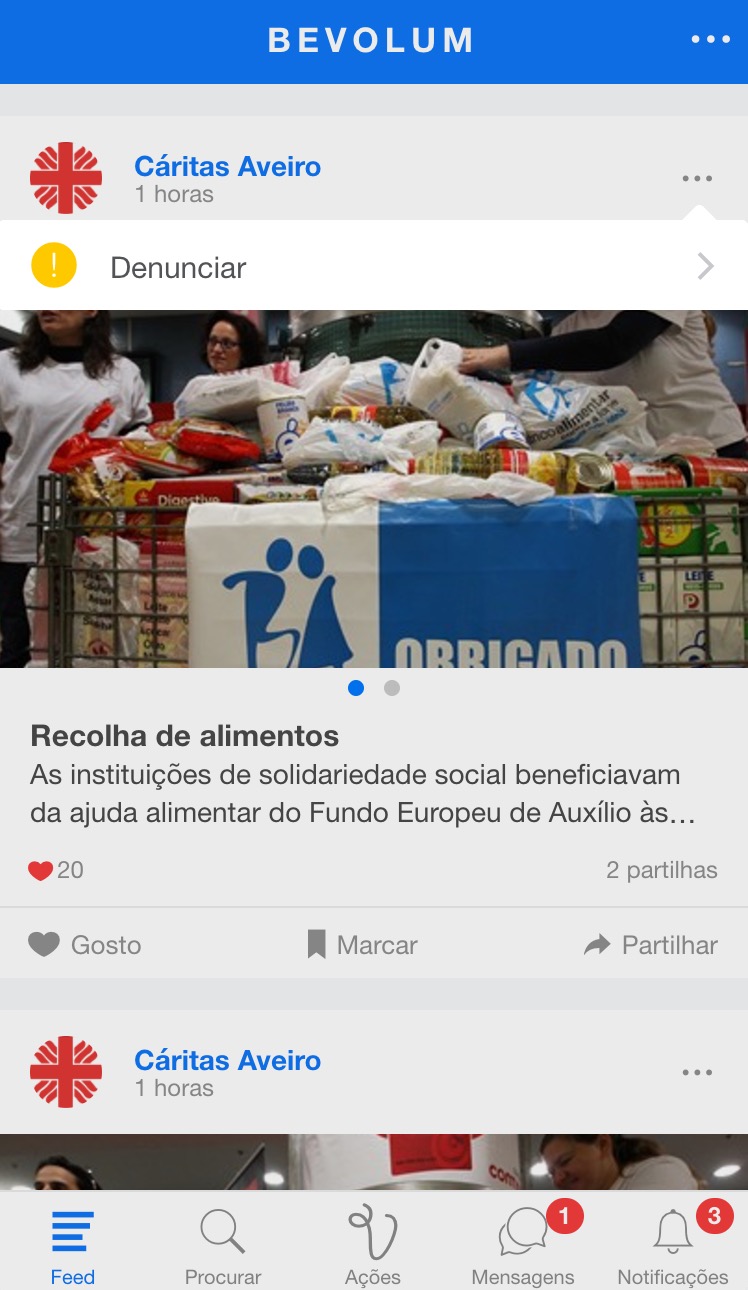 BEVOLUM
Cáritas Aveiro
1 horas
Denunciar
Digestive
LEITE
OBRIGADO
Recolha de alimentos
As instituições de solidariedade social beneficiavam
da ajuda alimentar do Fundo Europeu de Auxílio às...
20
2 partilhas
Gosto
Marcar
Partilhar
Cáritas Aveiro
1 horas
1
3
Feed
Procurar
Ações
Mensagens
Notificações